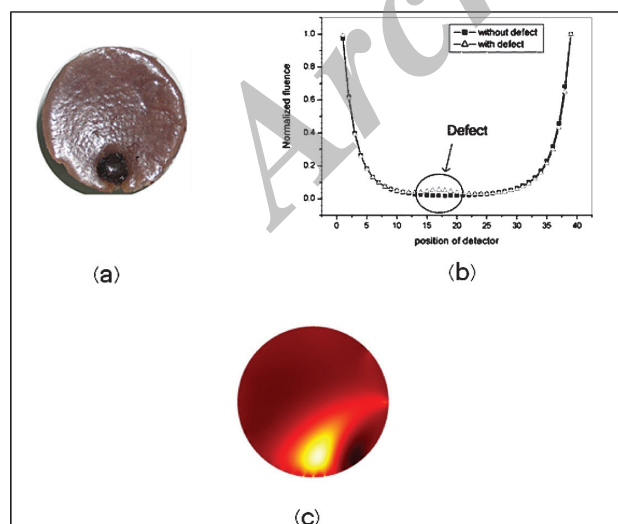 Arc
without defect
with defect
Normalized fluence
1.0
0.8
0.6
0.4
0.2
0.0
Defect
0 5 10 15 20 25 30 35 40
position of detector
(a)
(b)
(c)